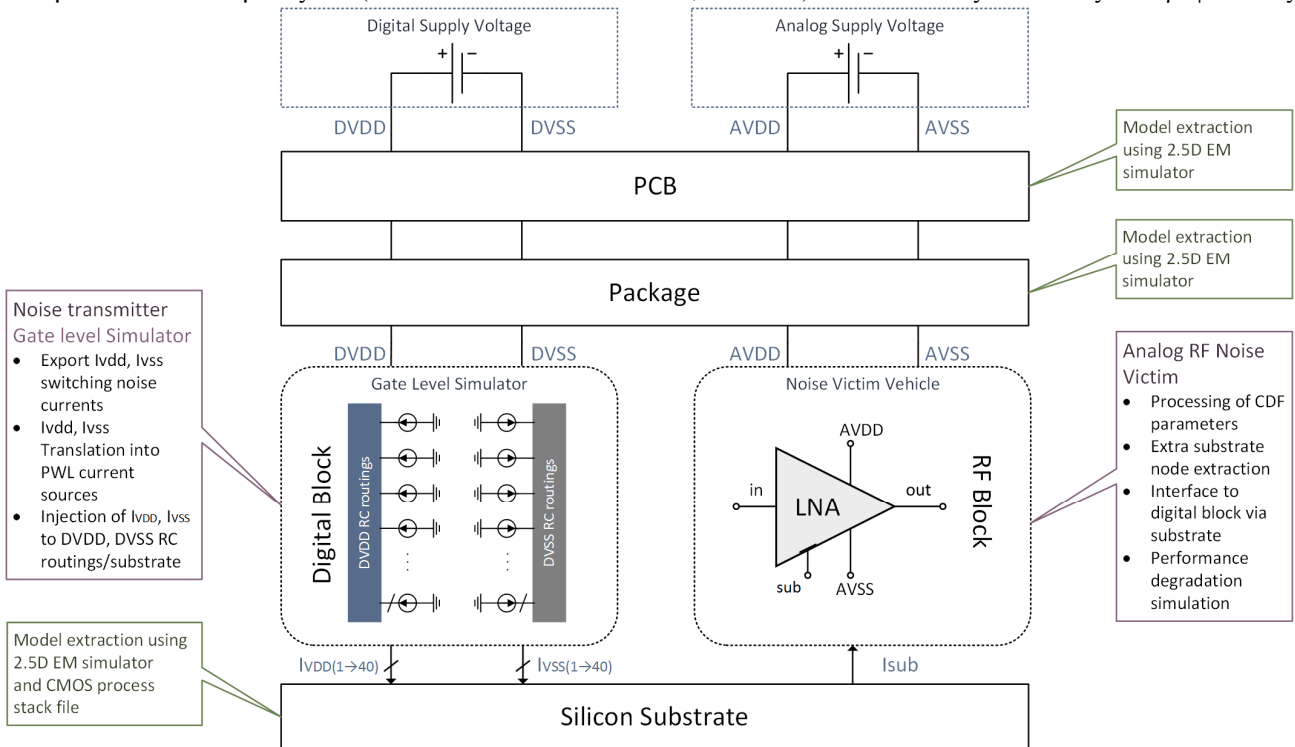 Digital Supply Voltage
Analog Supply Voltage
+
−
+
−
DVDD
DVSS
AVDD
AVSS
Model extraction
using 2.5D EM
simulator
PCB
Model extraction
using 2.5D EM
simulator
Package
Noise transmitter
Gate level Simulator
• Export Ivdd, Ivss
switching noise
currents
• Ivdd, Ivss
Translation into
PWL current
sources
• Injection of IVDD, IVSS
to DVDD, DVSS RC
routings/substrate
DVDD
DVSS
AVDD
AVSS
Gate Level Simulator
Digital Block
DVDD RC routings
DVSS RC routings
Noise Victim Vehicle
AVDD
in
LNA
out
sub
AVSS
RF Block
Analog RF Noise
Victim
• Processing of CDF
parameters
• Extra substrate
node extraction
• Interface to
digital block via
substrate
• Performance
degradation
simulation
Model extraction using
2.5D EM simulator
and CMOS process
stack file
IVDD(1→40)
IVSS(1→40)
Isub
Silicon Substrate